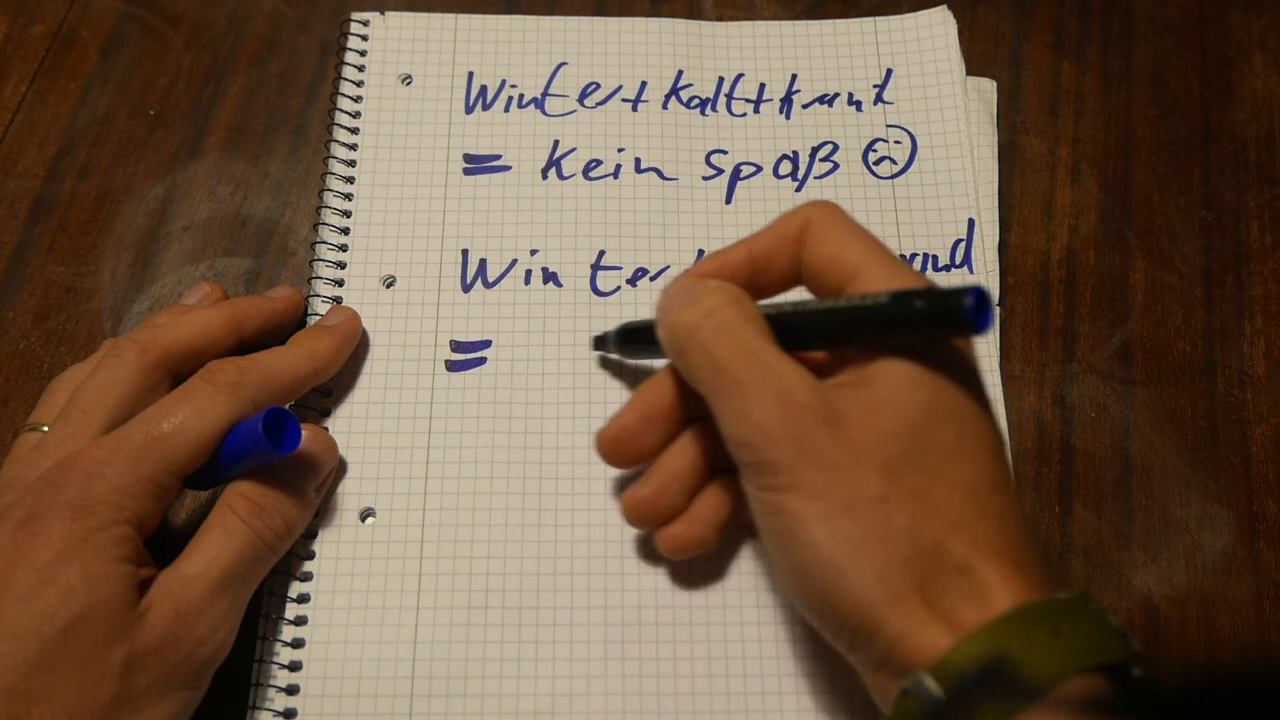 Winter + Kalt + krank
= Kein Spaß
Winter
=